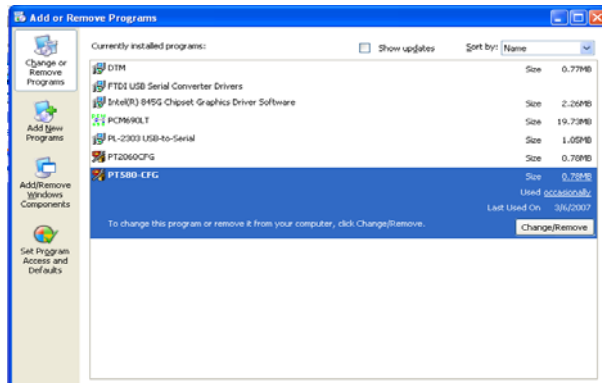 Add or Remove Programs
Change or
Remove
Programs
Add New
Programs
Add/Remove
Windows
Components
Set Program
Access and
Defaults
Currently installed programs:
Show updates
Sort by: Name
DTM Size 0.77MB
FTDI USB Serial Converter Drivers
Intel(R) 845G Chipset Graphics Driver Software Size 2.26MB
PCM690LT Size 19.73MB
PL-2303 USB-to-Serial Size 1.05MB
PT2060CFG Size 0.78MB
PT580-CFG Size 0.78MB
Used occasionally
Last Used On 3/6/2007
To change this program or remove it from your computer, click Change/Remove.
Change/Remove